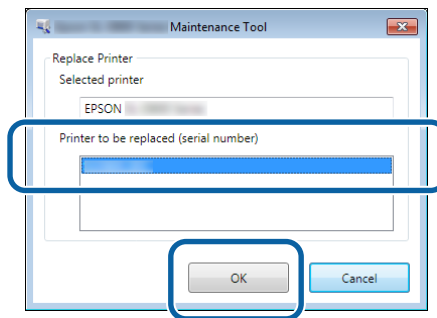 Maintenance Tool
Replace Printer
Selected printer
EPSON
Printer to be replaced (serial number)
OK
Cancel